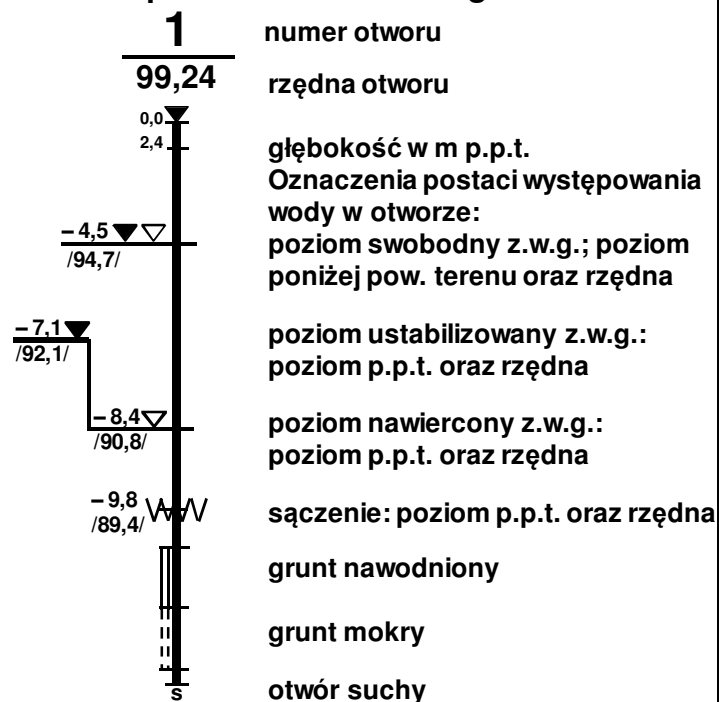 1 numer otworu
99,24 rzędna otworu
0,0
2,4 głębokość w m p.p.t.
Oznaczenia postaci występowania
wody w otworze:
– 4,5 poziom swobodny z.w.g.; poziom
/94,7/ poniżej pow. terenu oraz rzędna
– 7,1 poziom ustabilizowany z.w.g.:
/92,1/ poziom p.p.t. oraz rzędna
– 8,4 poziom nawiercony z.w.g.:
/90,8/ poziom p.p.t. oraz rzędna
– 9,8
/89,4/ sączenie: poziom p.p.t. oraz rzędna
grunt nawodniony
grunt mokry
s otwór suchy